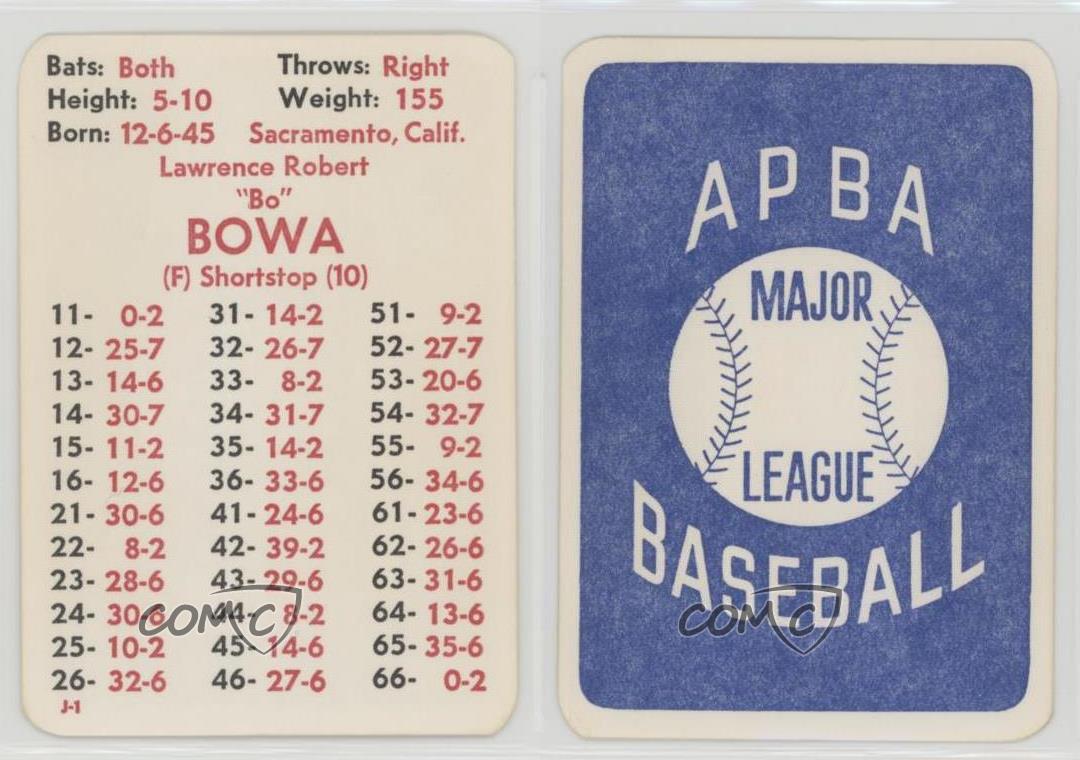 Bats: Both Throws: Right
Height: 5-10 Weight: 155
Born: 12-6-45 Sacramento, Calif.
Lawrence Robert
"Bo"
BOWA
(F) Shortstop (10)
11- 0-2 31- 14-2 51- 9-2
12- 25-7 32- 26-7 52- 27-7
13- 14-6 33- 8-2 53- 20-6
14- 30-7 34- 31-7 54- 32-7
15- 11-2 35- 14-2 55- 9-2
16- 12-6 36- 33-6 56- 34-6
21- 30-6 41- 24-6 61- 23-6
22- 8-2 42- 39-2 62- 26-6
23- 28-6 43- 29-6 63- 31-6
24- 30-6 44- 8-2 64- 13-6
25- 10-2 45- 14-6 65- 35-6
26- 32-6 46- 27-6 66- 0-2
J-1
COMC
APBA
MAJOR
LEAGUE
BASEBALL
COMC